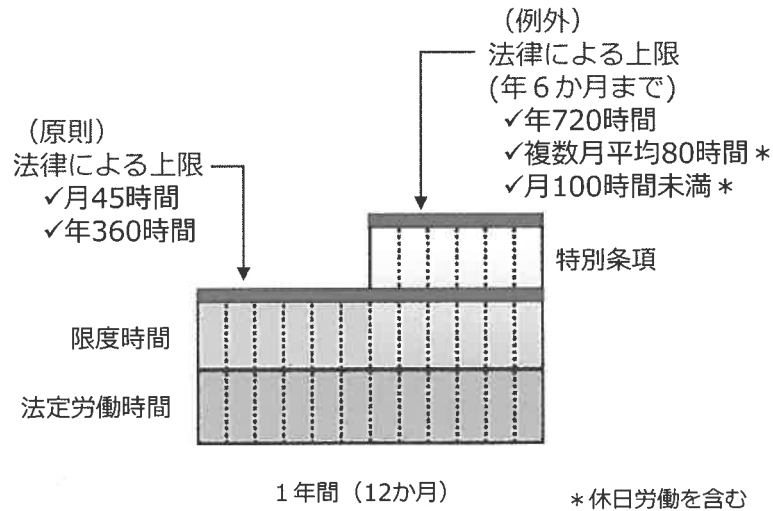 （例外）
法律による上限
(年６か月まで)
✓年720時間
✓複数月平均80時間＊
✓月100時間未満＊
（原則）
法律による上限
✓月45時間
✓年360時間
特別条項
限度時間
法定労働時間
１年間（12か月）
＊休日労働を含む